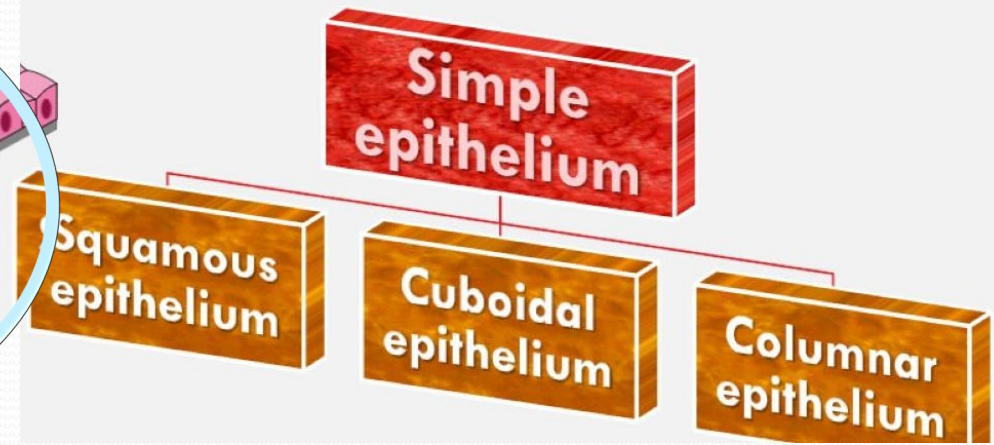 Simple
epithelium
Squamous
epithelium
Cuboidal
epithelium
Columnar
epithelium